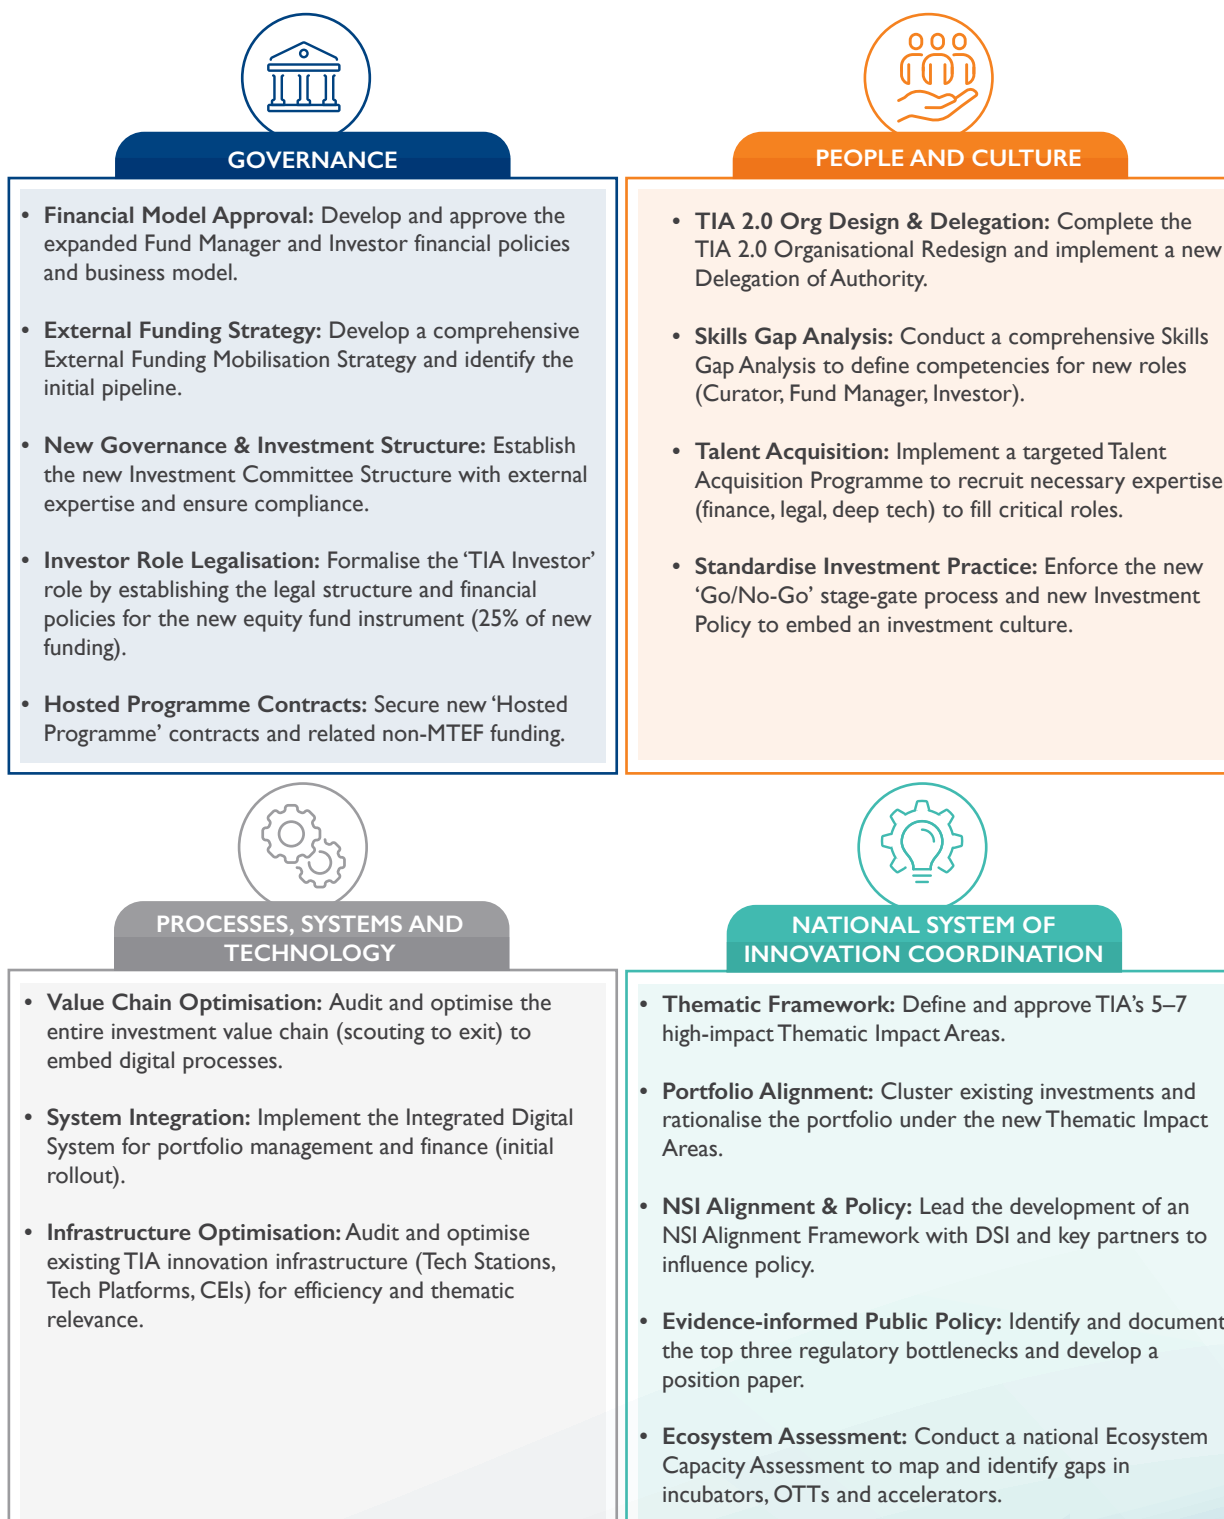 GOVERNANCE
• Financial Model Approval: Develop and approve the
expanded Fund Manager and Investor financial policies
and business model.
• External Funding Strategy: Develop a comprehensive
External Funding Mobilisation Strategy and identify the
initial pipeline.
• New Governance & Investment Structure: Establish
the new Investment Committee Structure with external
expertise and ensure compliance.
• Investor Role Legalisation: Formalise the ‘TIA Investor’
role by establishing the legal structure and financial
policies for the new equity fund instrument (25% of new
funding).
• Hosted Programme Contracts: Secure new ‘Hosted
Programme’ contracts and related non-MTEF funding.
PEOPLE AND CULTURE
• TIA 2.0 Org Design & Delegation: Complete the
TIA 2.0 Organisational Redesign and implement a new
Delegation of Authority.
• Skills Gap Analysis: Conduct a comprehensive Skills
Gap Analysis to define competencies for new roles
(Curator, Fund Manager, Investor).
• Talent Acquisition: Implement a targeted Talent
Acquisition Programme to recruit necessary expertise
(finance, legal, deep tech) to fill critical roles.
• Standardise Investment Practice: Enforce the new
‘Go/No-Go’ stage-gate process and new Investment
Policy to embed an investment culture.
PROCESSES, SYSTEMS AND
TECHNOLOGY
• Value Chain Optimisation: Audit and optimise the
entire investment value chain (scouting to exit) to
embed digital processes.
• System Integration: Implement the Integrated Digital
System for portfolio management and finance (initial
rollout).
• Infrastructure Optimisation: Audit and optimise
existing TIA innovation infrastructure (Tech Stations,
Tech Platforms, CEIs) for efficiency and thematic
relevance.
NATIONAL SYSTEM OF
INNOVATION COORDINATION
• Thematic Framework: Define and approve TIA’s 5–7
high-impact Thematic Impact Areas.
• Portfolio Alignment: Cluster existing investments and
rationalise the portfolio under the new Thematic Impact
Areas.
• NSI Alignment & Policy: Lead the development of an
NSI Alignment Framework with DSI and key partners to
influence policy.
• Evidence-informed Public Policy: Identify and document
the top three regulatory bottlenecks and develop a
position paper.
• Ecosystem Assessment: Conduct a national Ecosystem
Capacity Assessment to map and identify gaps in
incubators, OTTs and accelerators.